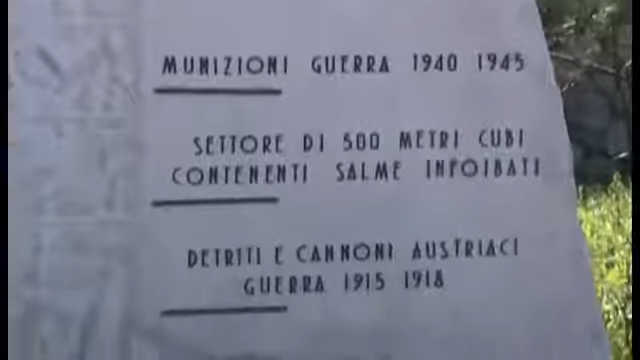 MUNIZIONI GUERRA 1940 1945
SETTORE DI 500 METRI CUBI
CONTENENTI SALME INFOIBATI
DETRITI E CANNONI AUSTRIACI
GUERRA 1915 1918